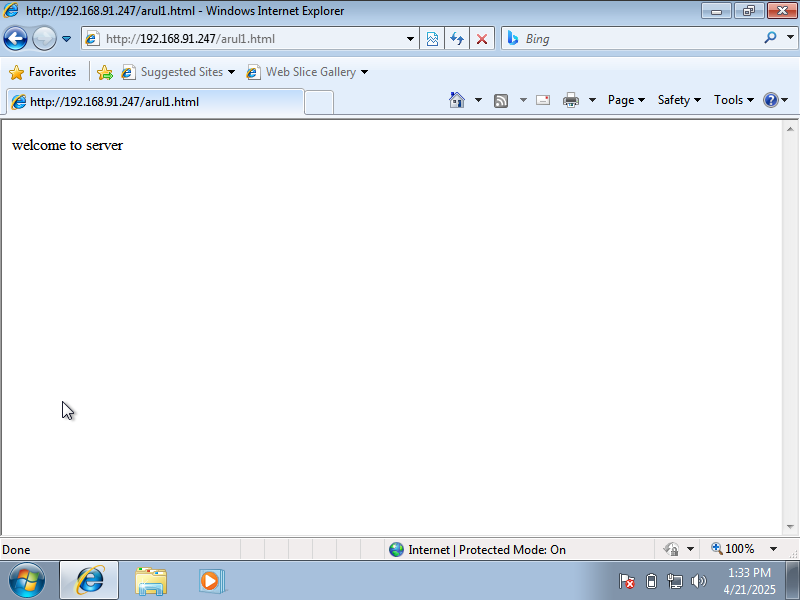 http://192.168.91.247/arul1.html - Windows Internet Explorer
http://192.168.91.247/arul1.html
Bing
Favorites
Suggested Sites
Web Slice Gallery
http://192.168.91.247/arul1.html
Page
Safety
Tools
welcome to server
Done
Internet | Protected Mode: On
100%
1:33 PM
4/21/2025